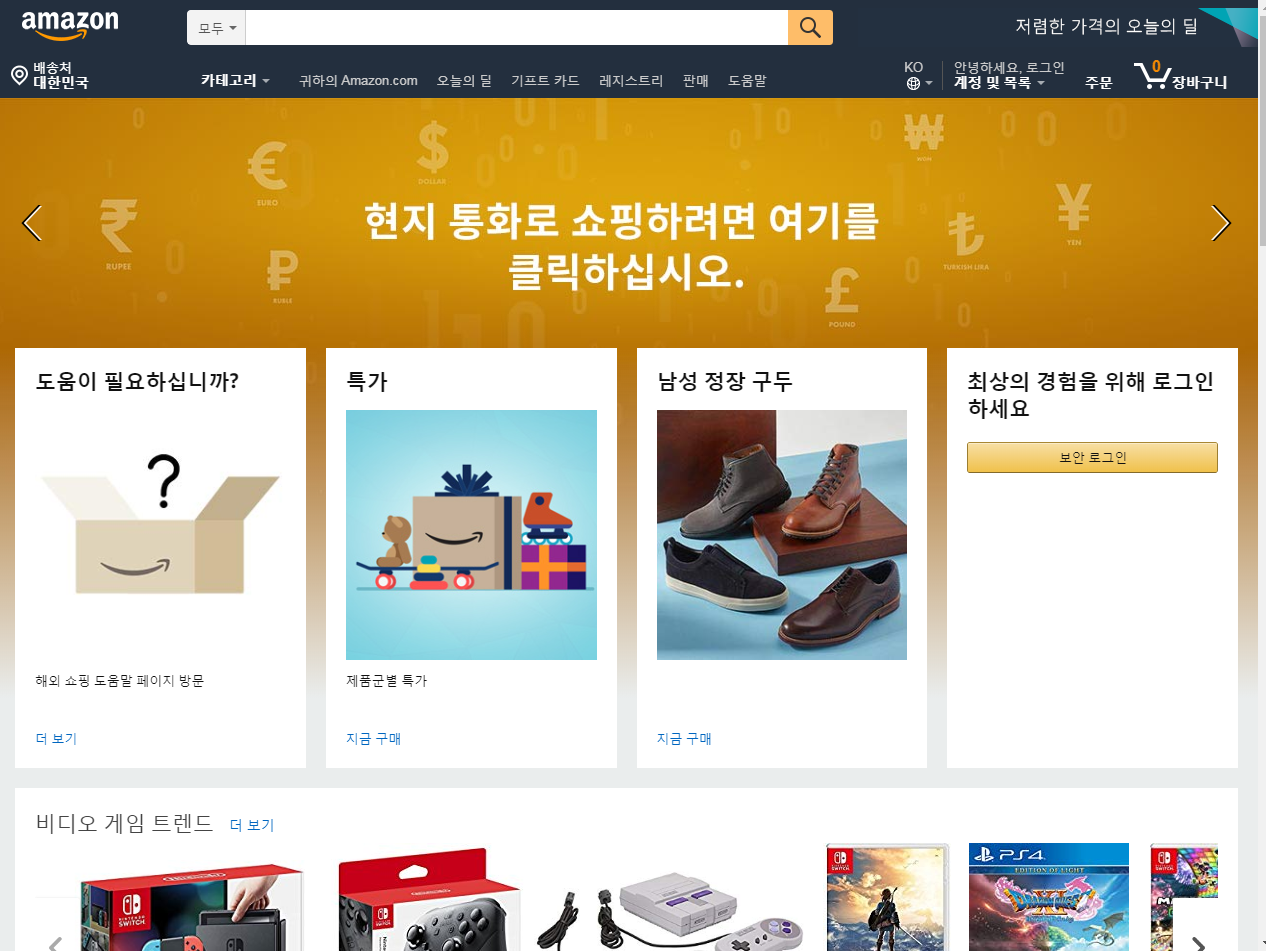 amazon
모두
저렴한 가격의 오늘의 딜
배송처
대한민국
카테고리
귀하의 Amazon.com
오늘의 딜
기프트 카드
레지스트리
판매
도움말
KO
안녕하세요, 로그인
계정 및 목록
주문
0
장바구니
₹
RUPEE
€
EURO
₽
RUBLE
$
DOLLAR
₩
WON
¥
YEN
₺
TURKISH LIRA
£
POUND
현지 통화로 쇼핑하려면 여기를
클릭하십시오.
도움이 필요하십니까?
?
해외 쇼핑 도움말 페이지 방문
더 보기
특가
제품군별 특가
지금 구매
남성 정장 구두
지금 구매
최상의 경험을 위해 로그인
하세요
보안 로그인
비디오 게임 트렌드
더 보기
NINTENDO
SWITCH
PS4
EDITION OF LIGHT
DRAGON QUEST
XI